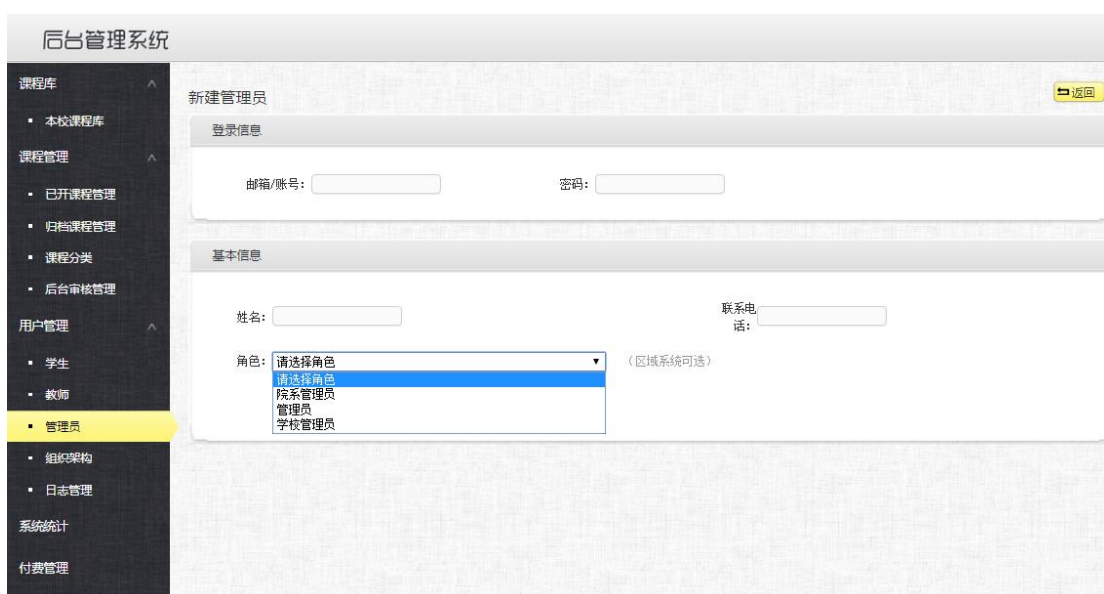 后台管理系统
课程库
本校课程库
课程管理
已开课程管理
归档课程管理
课程分类
后台审核管理
用户管理
学生
教师
管理员
组织架构
日志管理
系统统计
付费管理
新建管理员
返回
登录信息
邮箱/账号：
密码：
基本信息
姓名：
联系电
话：
角色：
请选择角色
（区域系统可选）
请选择角色
院系管理员
管理员
学校管理员